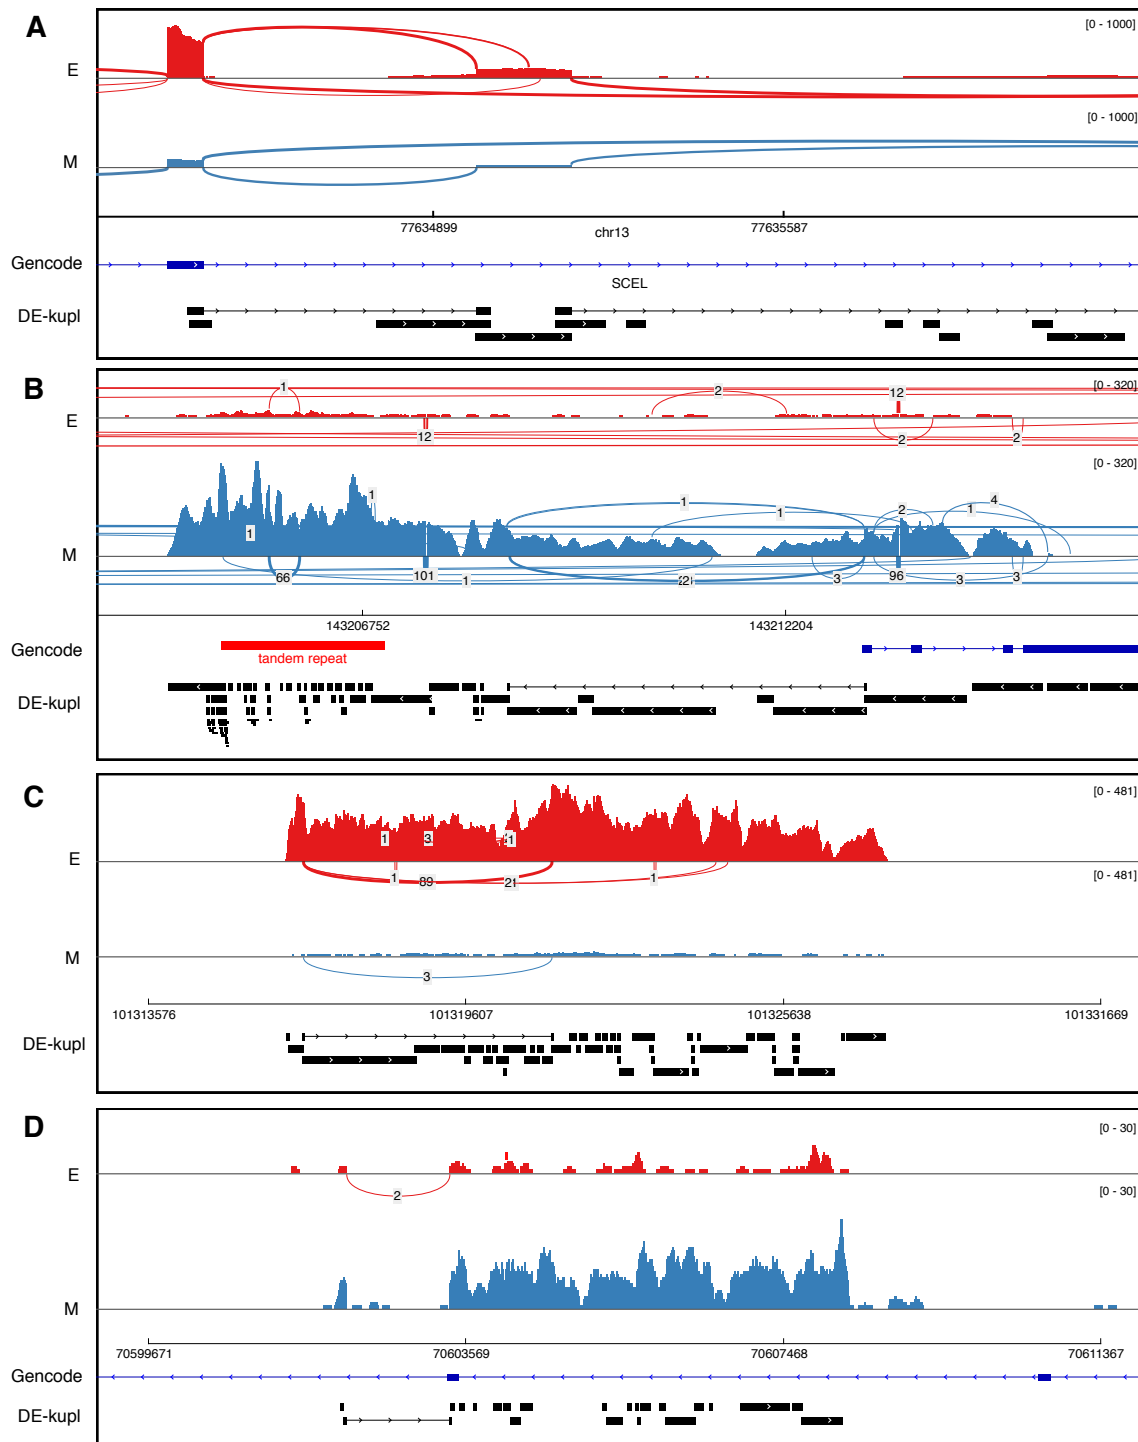 A
[0 - 1000]
E
[0 - 1000]
M
77634899
chr13
77635587
Gencode
SCEL
DE-kupl
B
[0 - 320]
1
2
12
E
12
2
2
[0 - 320]
1
1
1
1
2
1
4
M
66
101
1
3
96
3
3
143206752
143212204
Gencode
tandem repeat
DE-kupl
C
[0 - 481]
1
3
1
E
1
89
21
1
[0 - 481]
M
3
101313576
101319607
101325638
101331669
DE-kupl
D
[0 - 30]
E
2
[0 - 30]
M
70599671
70603569
70607468
70611367
Gencode
DE-kupl